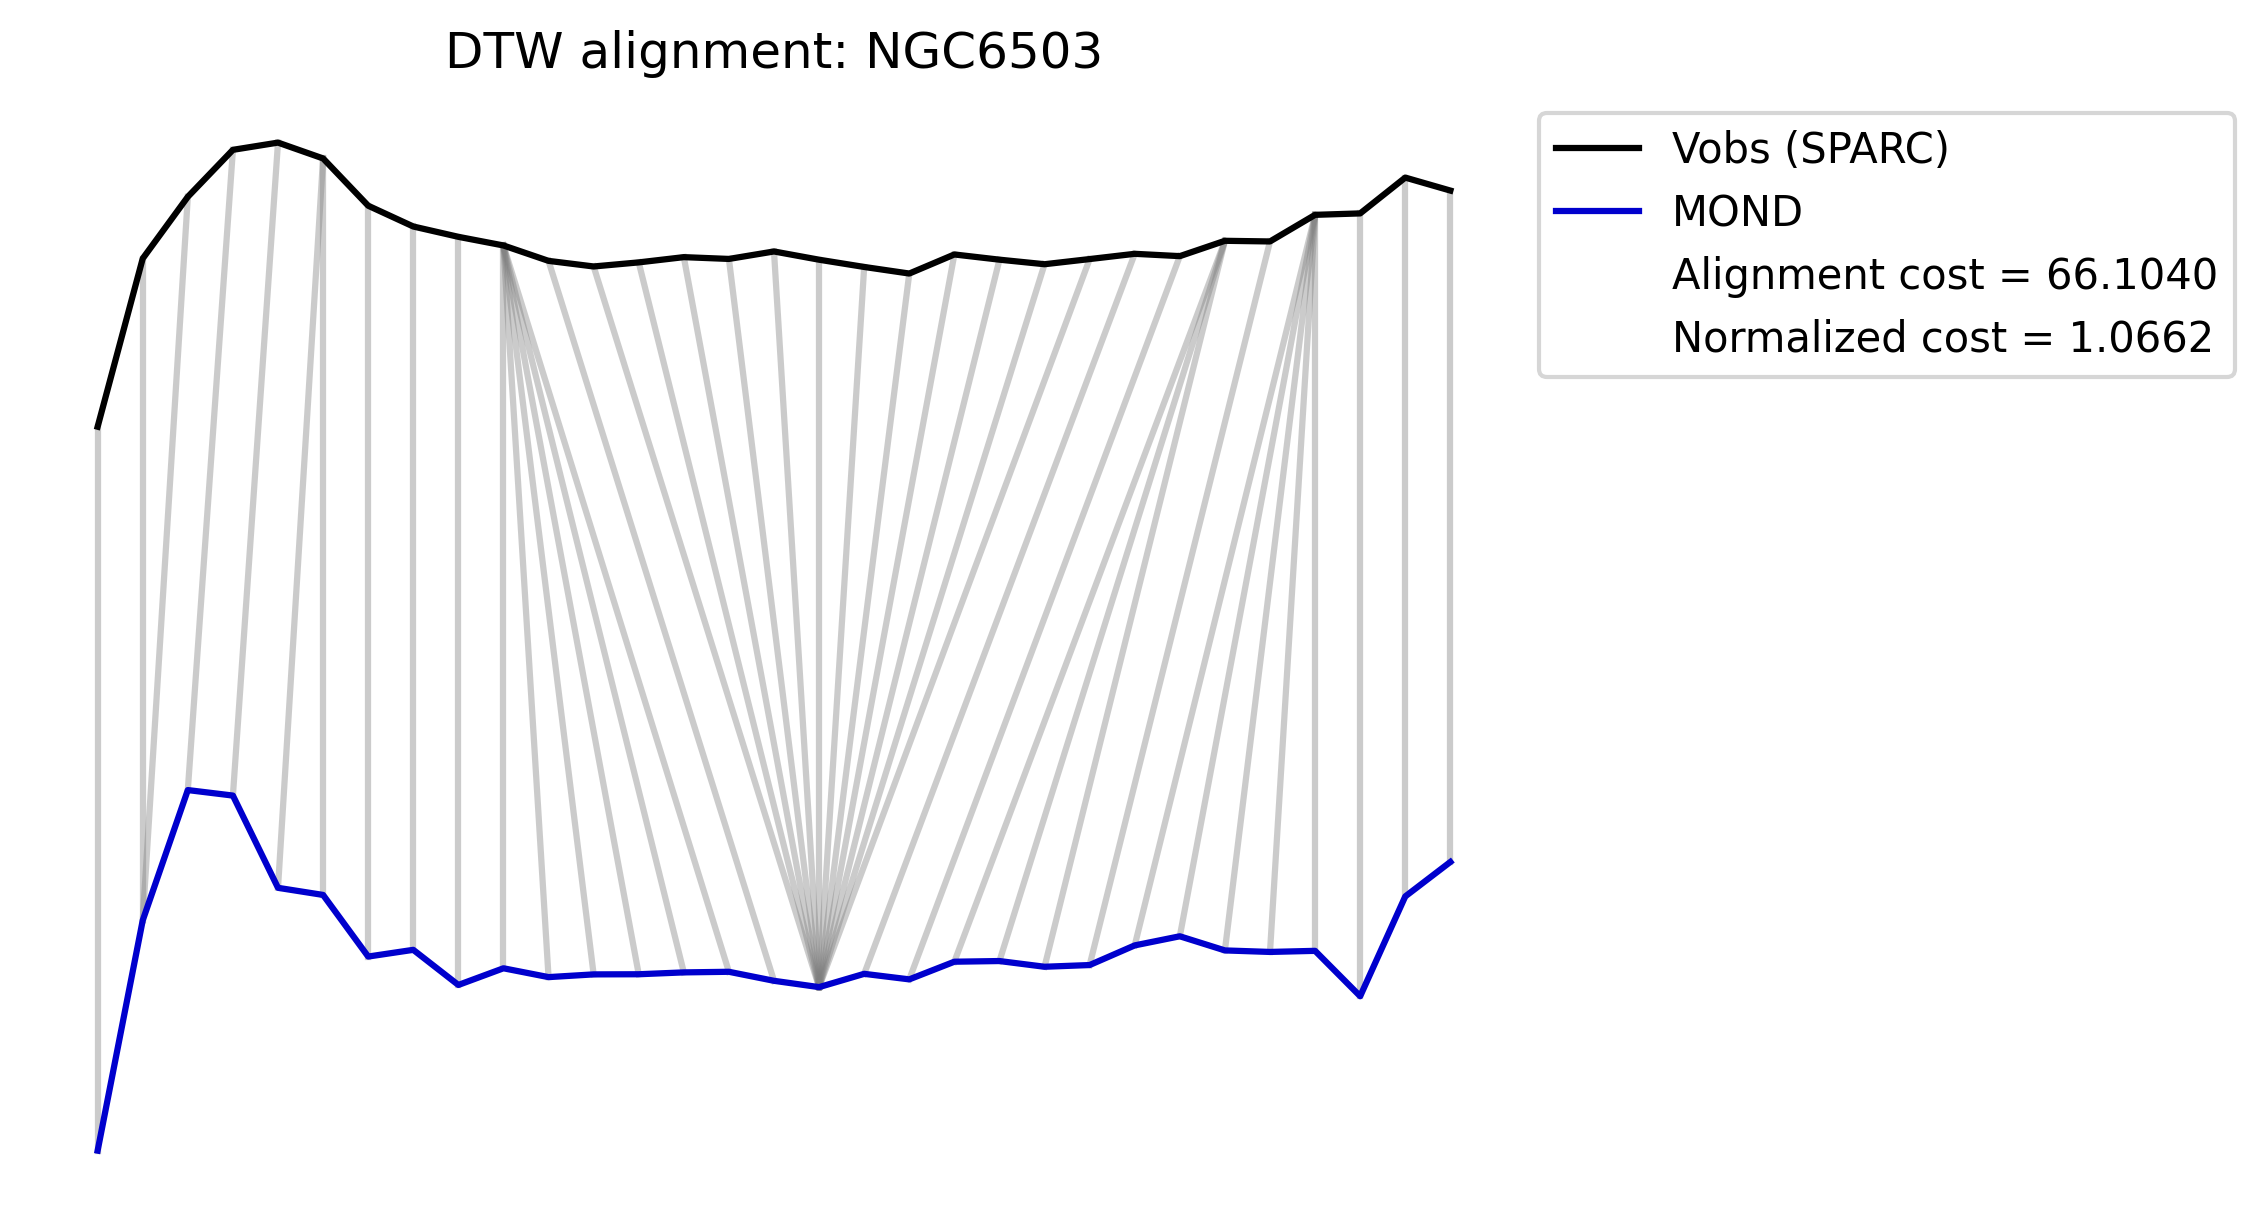 DTW alignment: NGC6503
Vobs (SPARC)
MOND
Alignment cost = 66.1040
Normalized cost = 1.0662